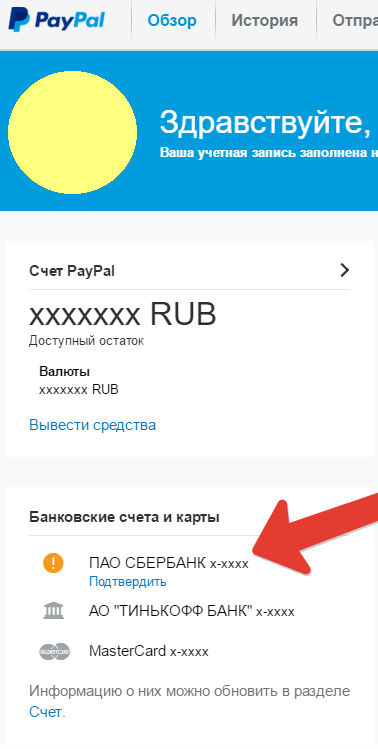 PayPal
Обзор
История
Отпра
Здравствуйте,
Ваша учетная запись заполнена н
Счет PayPal
xxxxxxx RUB
Доступный остаток
Валюты
xxxxxxx RUB
Вывести средства
Банковские счета и карты
ПАО СБЕРБАНК x-xxxx
Подтвердить
АО "ТИНЬКОФФ БАНК" x-xxxx
MasterCard x-xxxx
Информацию о них можно обновить в разделе
Счет.